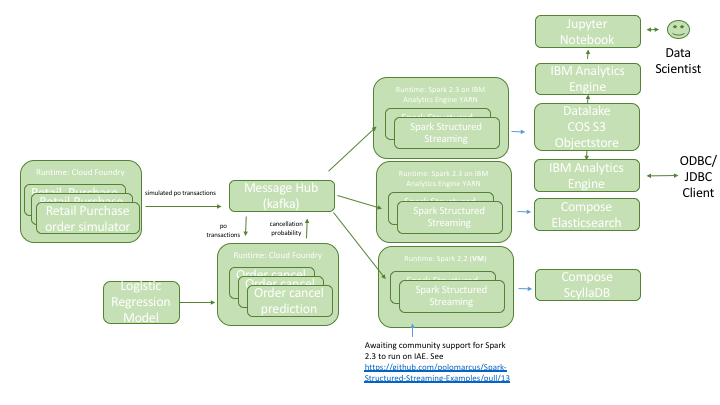 Jupyter
Notebook
Data
Scientist
IBM Analytics
Engine
Runtime: Spark 2.3 on IBM
Analytics Engine YARN
Spark Structured
Spark Structured
Streaming
Datalake
COS S3
Objectstore
Runtime: Cloud Foundry
Retail Purchase
Retail Purchase
Retail Purchase
order simulator
simulated po transactions
Message Hub
(kafka)
Runtime: Spark 2.3 on IBM
Analytics Engine YARN
Spark Structured
Spark Structured
Streaming
IBM Analytics
Engine
ODBC/
JDBC
Client
Compose
Elasticsearch
po
transactions
cancellation
probability
Runtime: Cloud Foundry
Order cancel
Order cancel
Order cancel
prediction
Logistic
Regression
Model
Runtime: Spark 2.2 (VM)
Spark Structured
Spark Structured
Streaming
Compose
ScyllaDB
Awaiting community support for Spark
2.3 to run on IAE. See
https://github.com/polomarcus/Spark-
Structured-Streaming-Examples/pull/13